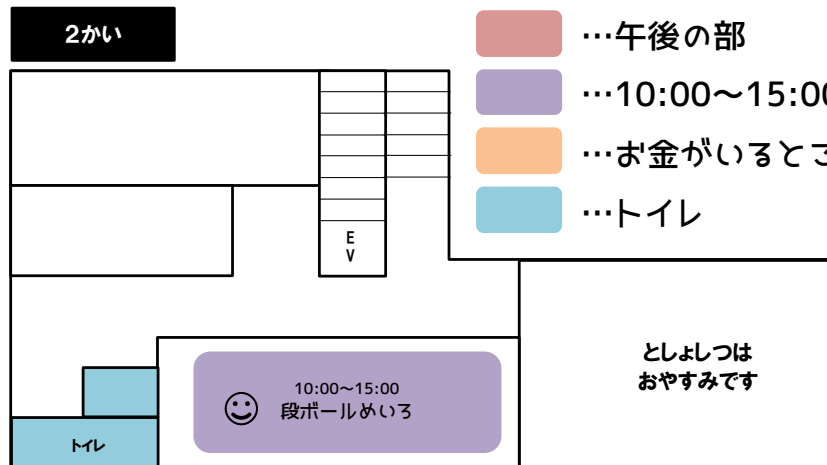 2かい
…午後の部
…10:00～15:00
…お金がいるところ
…トイレ
E
V
としょしつは
おやすみです
10:00～15:00
段ボールめいろ
トイレ